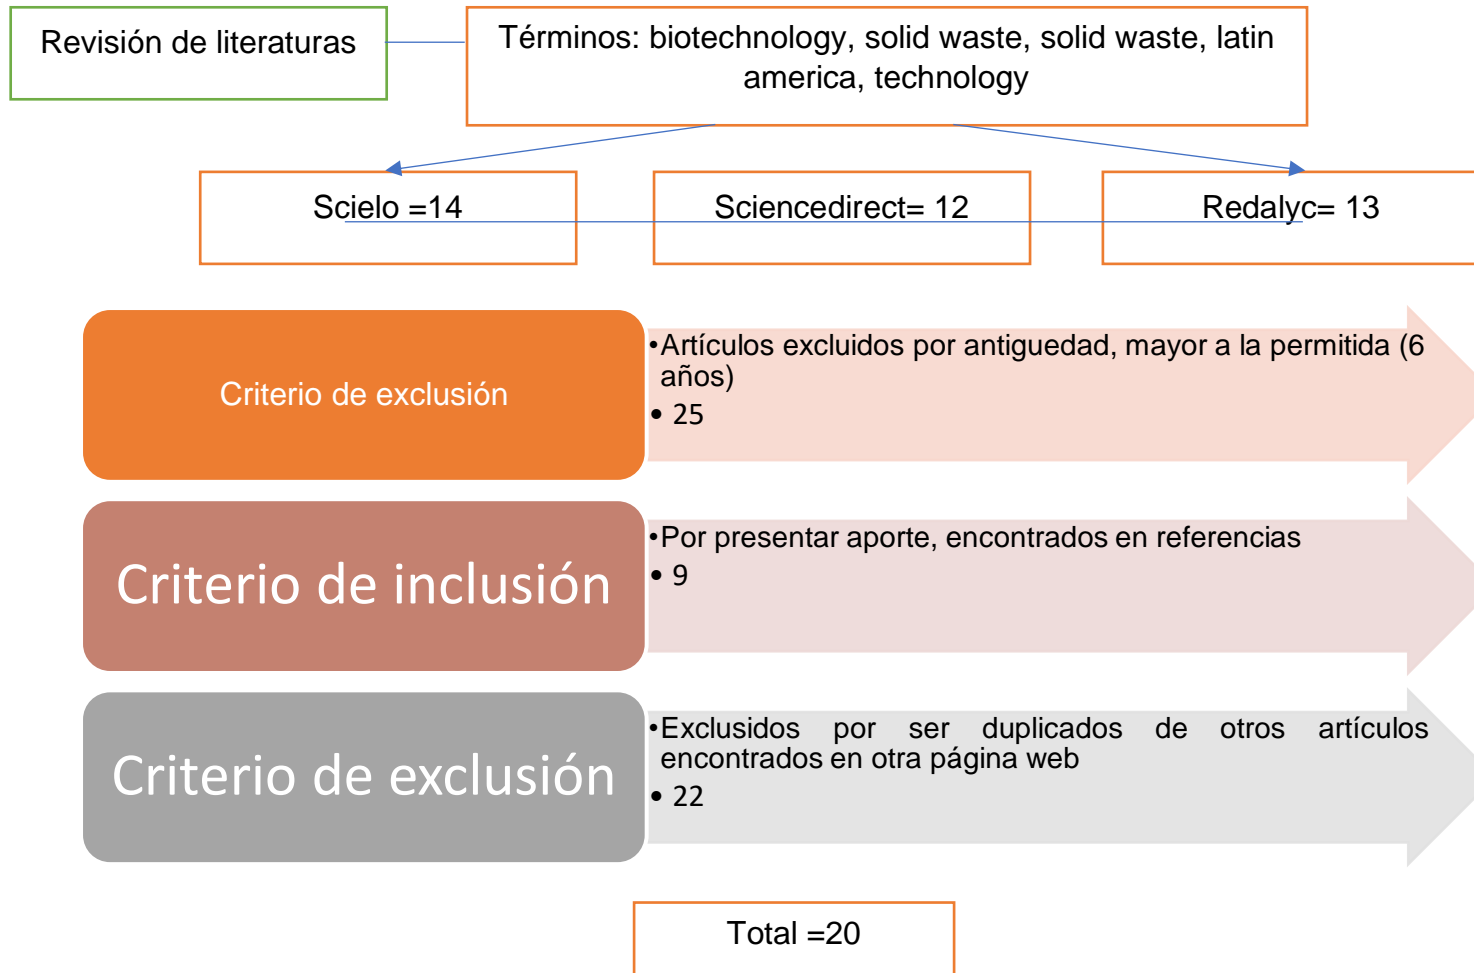 Revisión de literaturas
Términos: biotechnology, solid waste, solid waste, latin
america, technology
Scielo =14
Sciencedirect= 12
Redalyc= 13
Criterio de exclusión
•Artículos excluidos por antiguedad, mayor a la permitida (6
años)
• 25
Criterio de inclusión
•Por presentar aporte, encontrados en referencias
• 9
Criterio de exclusión
•Exclusidos por ser duplicados de otros artículos
encontrados en otra página web
• 22
Total =20